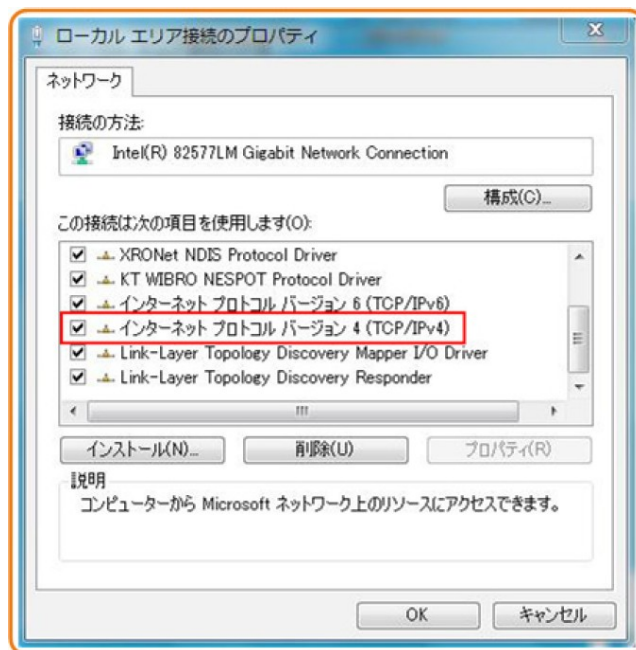 ローカル エリア接続のプロパティ
ネットワーク
接続の方法:
Intel(R) 82577LM Gigabit Network Connection
構成(C)...
この接続は次の項目を使用します(O):
XRONet NDIS Protocol Driver
KT WIBRO NESPOT Protocol Driver
インターネット プロトコル バージョン 6 (TCP/IPv6)
インターネット プロトコル バージョン 4 (TCP/IPv4)
Link-Layer Topology Discovery Mapper I/O Driver
Link-Layer Topology Discovery Responder
インストール(N)... 削除(U) プロパティ(R)
説明
コンピューターから Microsoft ネットワーク上のリソースにアクセスできます。
OK キャンセル